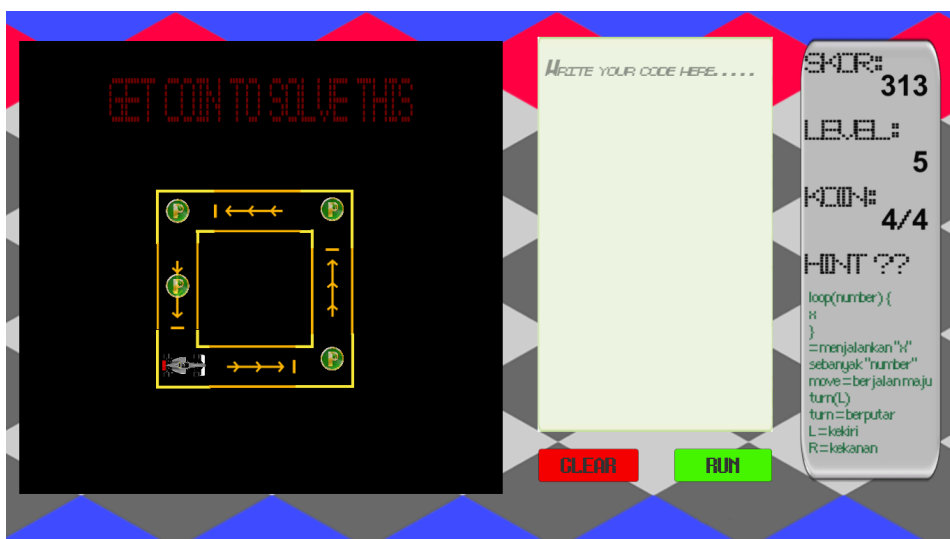 GET COIN TO SOLVE THIS
P
P
P
P
WRITE YOUR CODE HERE.....
CLEAR
RUN
SKOR:
313
LEVEL:
5
KOIN:
4/4
HINT ??
loop(number) {
x
}
=menjalankan "x"
sebanyak "number"
move=berjalan maju
turn(L)
turn=berputar
L=kekiri
R=kekanan